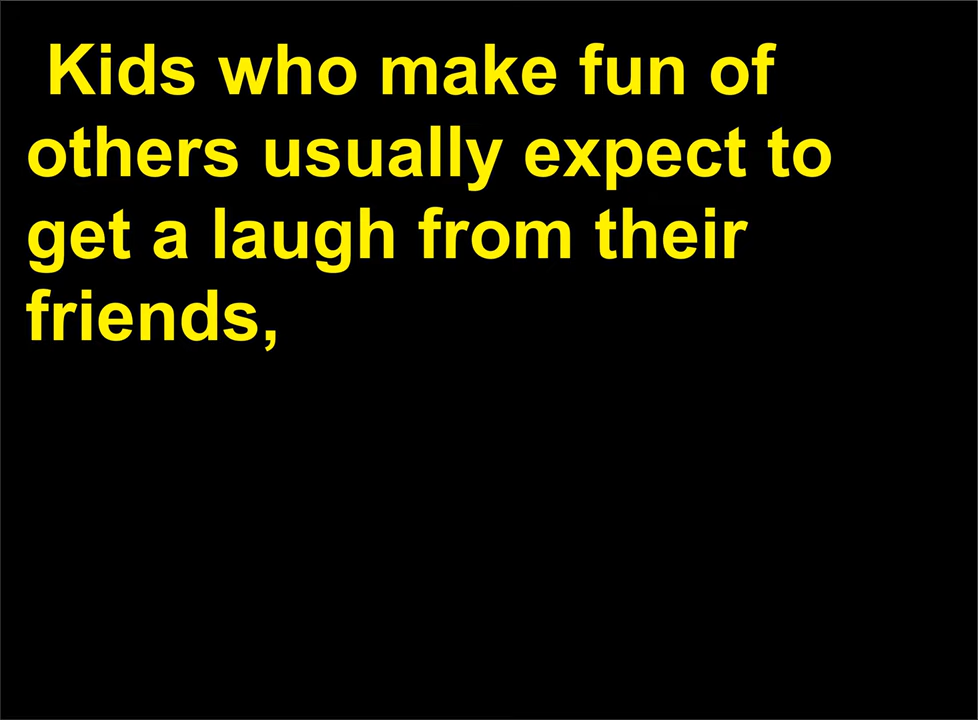 Kids who make fun of
others usually expect to
get a laugh from their
friends,